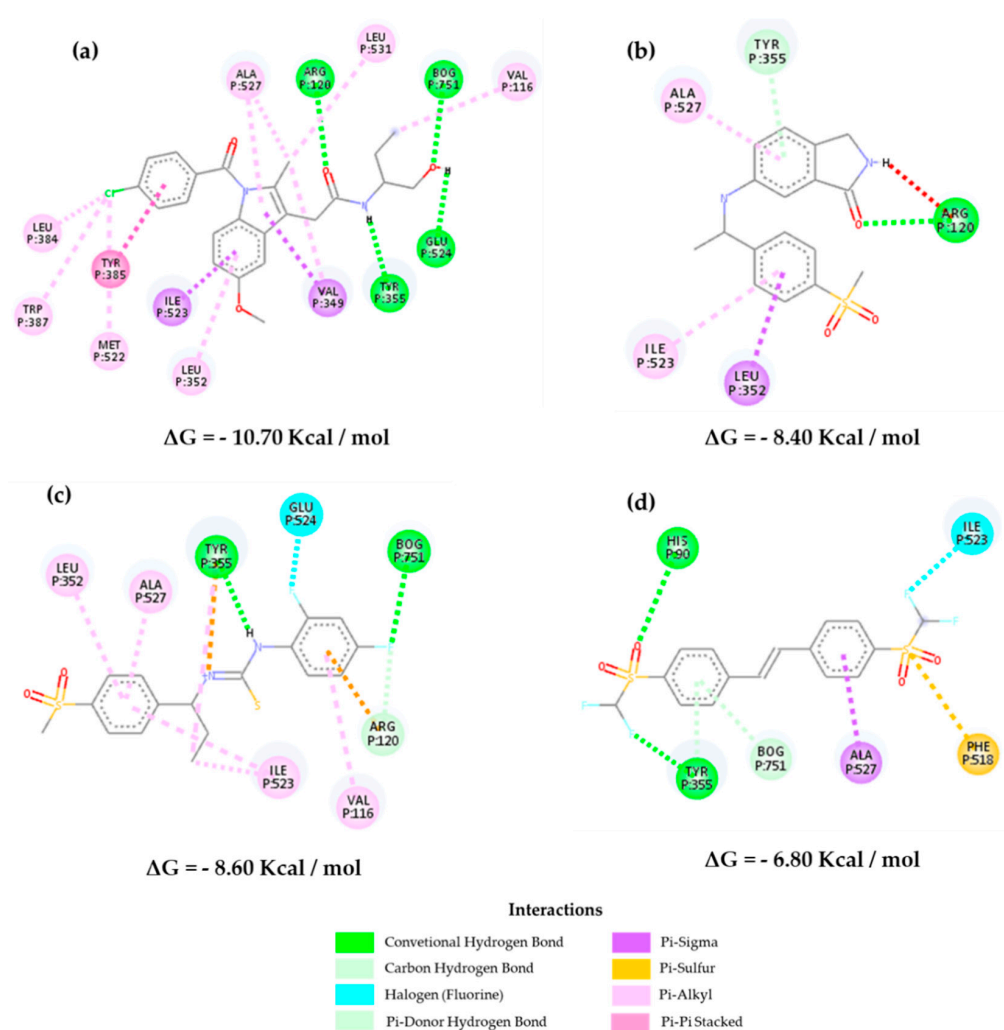 (a)
LEU
P:531
ALA
P:527
ARG
P:120
BOG
P:751
VAL
P:116
O
Cl
N
O
O
H
N
H
LEU
P:384
TYR
P:385
GLU
P:524
TRP
P:387
ILE
P:523
VAL
P:349
TYR
P:355
O
MET
P:522
LEU
P:352
ΔG = - 10.70 Kcal / mol
(b)
TYR
P:355
ALA
P:527
N
H
N
O
ARG
P:120
ILE
P:523
LEU
P:352
S
O
O
ΔG = - 8.40 Kcal / mol
(c)
GLU
P:524
TYR
P:355
BOG
P:751
LEU
P:352
ALA
P:527
H
N
F
F
N
S
O
S
O
ARG
P:120
ILE
P:523
VAL
P:116
ΔG = - 8.60 Kcal / mol
(d)
HIS
P:90
ILE
P:523
F
F
O
S
O
S
O
O
F
F
TYR
P:355
BOG
P:751
ALA
P:527
PHE
P:518
ΔG = - 6.80 Kcal / mol
Interactions
Convetional Hydrogen Bond
Carbon Hydrogen Bond
Halogen (Fluorine)
Pi-Donor Hydrogen Bond
Pi-Sigma
Pi-Sulfur
Pi-Alkyl
Pi-Pi Stacked